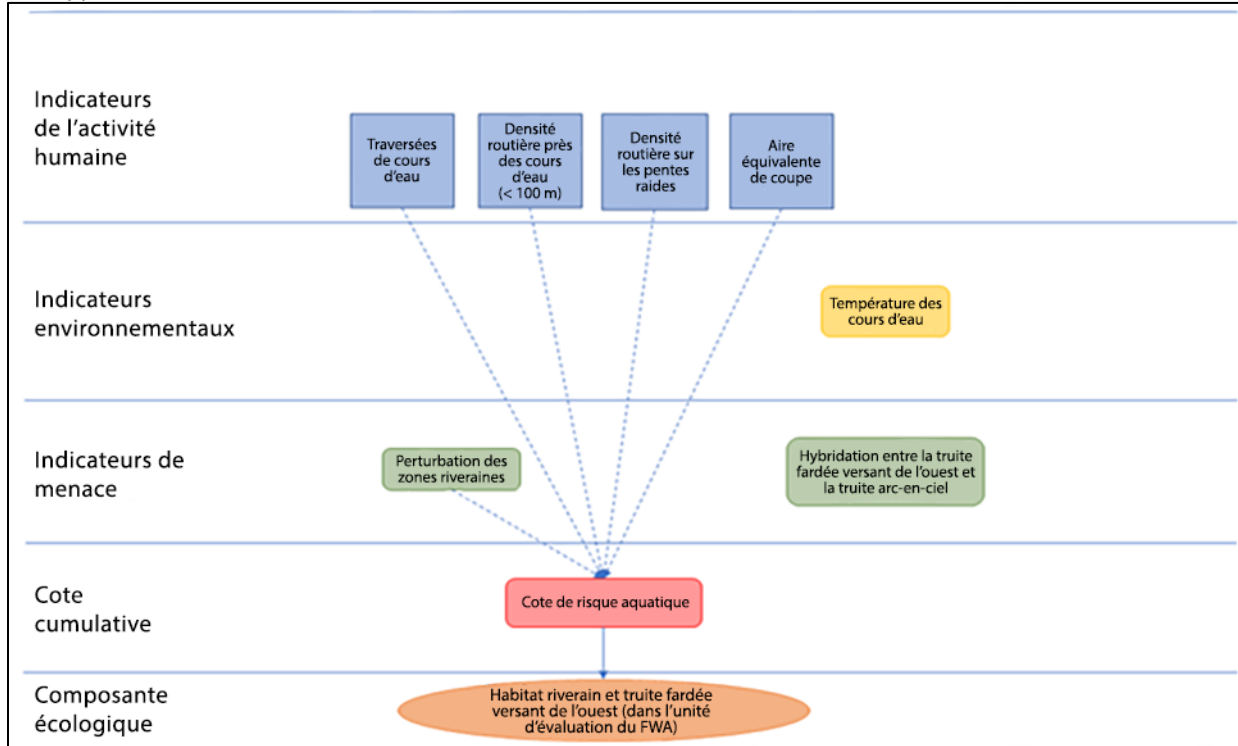 Indicateurs
de l'activité
humaine
Traversées
de cours
d'eau
Densité
routière près
des cours
d'eau
(< 100 m)
Densité
routière sur
les pentes
raides
Aire
équivalente
de coupe
Indicateurs
environnementaux
Température des
cours d'eau
Indicateurs de
menace
Perturbation des
zones riveraines
Hybridation entre la truite
fardée versant de l'ouest et
la truite arc-en-ciel
Cote
cumulative
Cote de risque aquatique
Composante
écologique
Habitat riverain et truite fardée
versant de l'ouest (dans l'unité
d'évaluation du FWA)